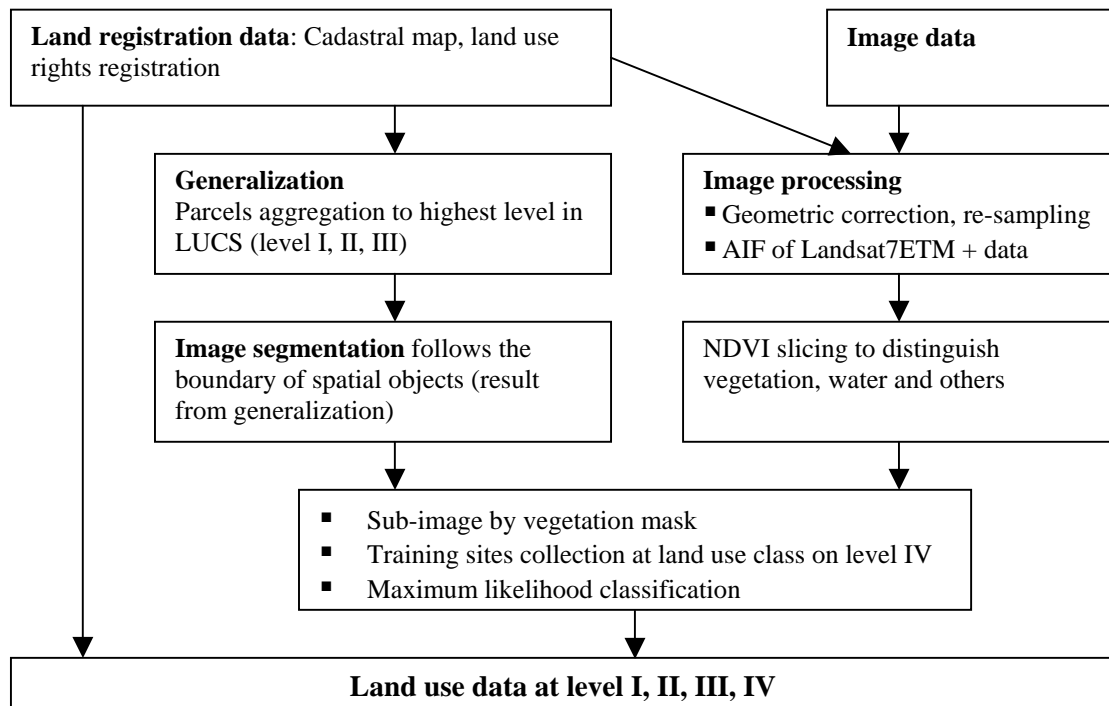 Land registration data: Cadastral map, land use
rights registration
Image data
Generalization
Parcels aggregation to highest level in
LUCS (level I, II, III)
Image processing
▪ Geometric correction, re-sampling
▪ AIF of Landsat7ETM + data
Image segmentation follows the
boundary of spatial objects (result
from generalization)
NDVI slicing to distinguish
vegetation, water and others
▪ Sub-image by vegetation mask
▪ Training sites collection at land use class on level IV
▪ Maximum likelihood classification
Land use data at level I, II, III, IV